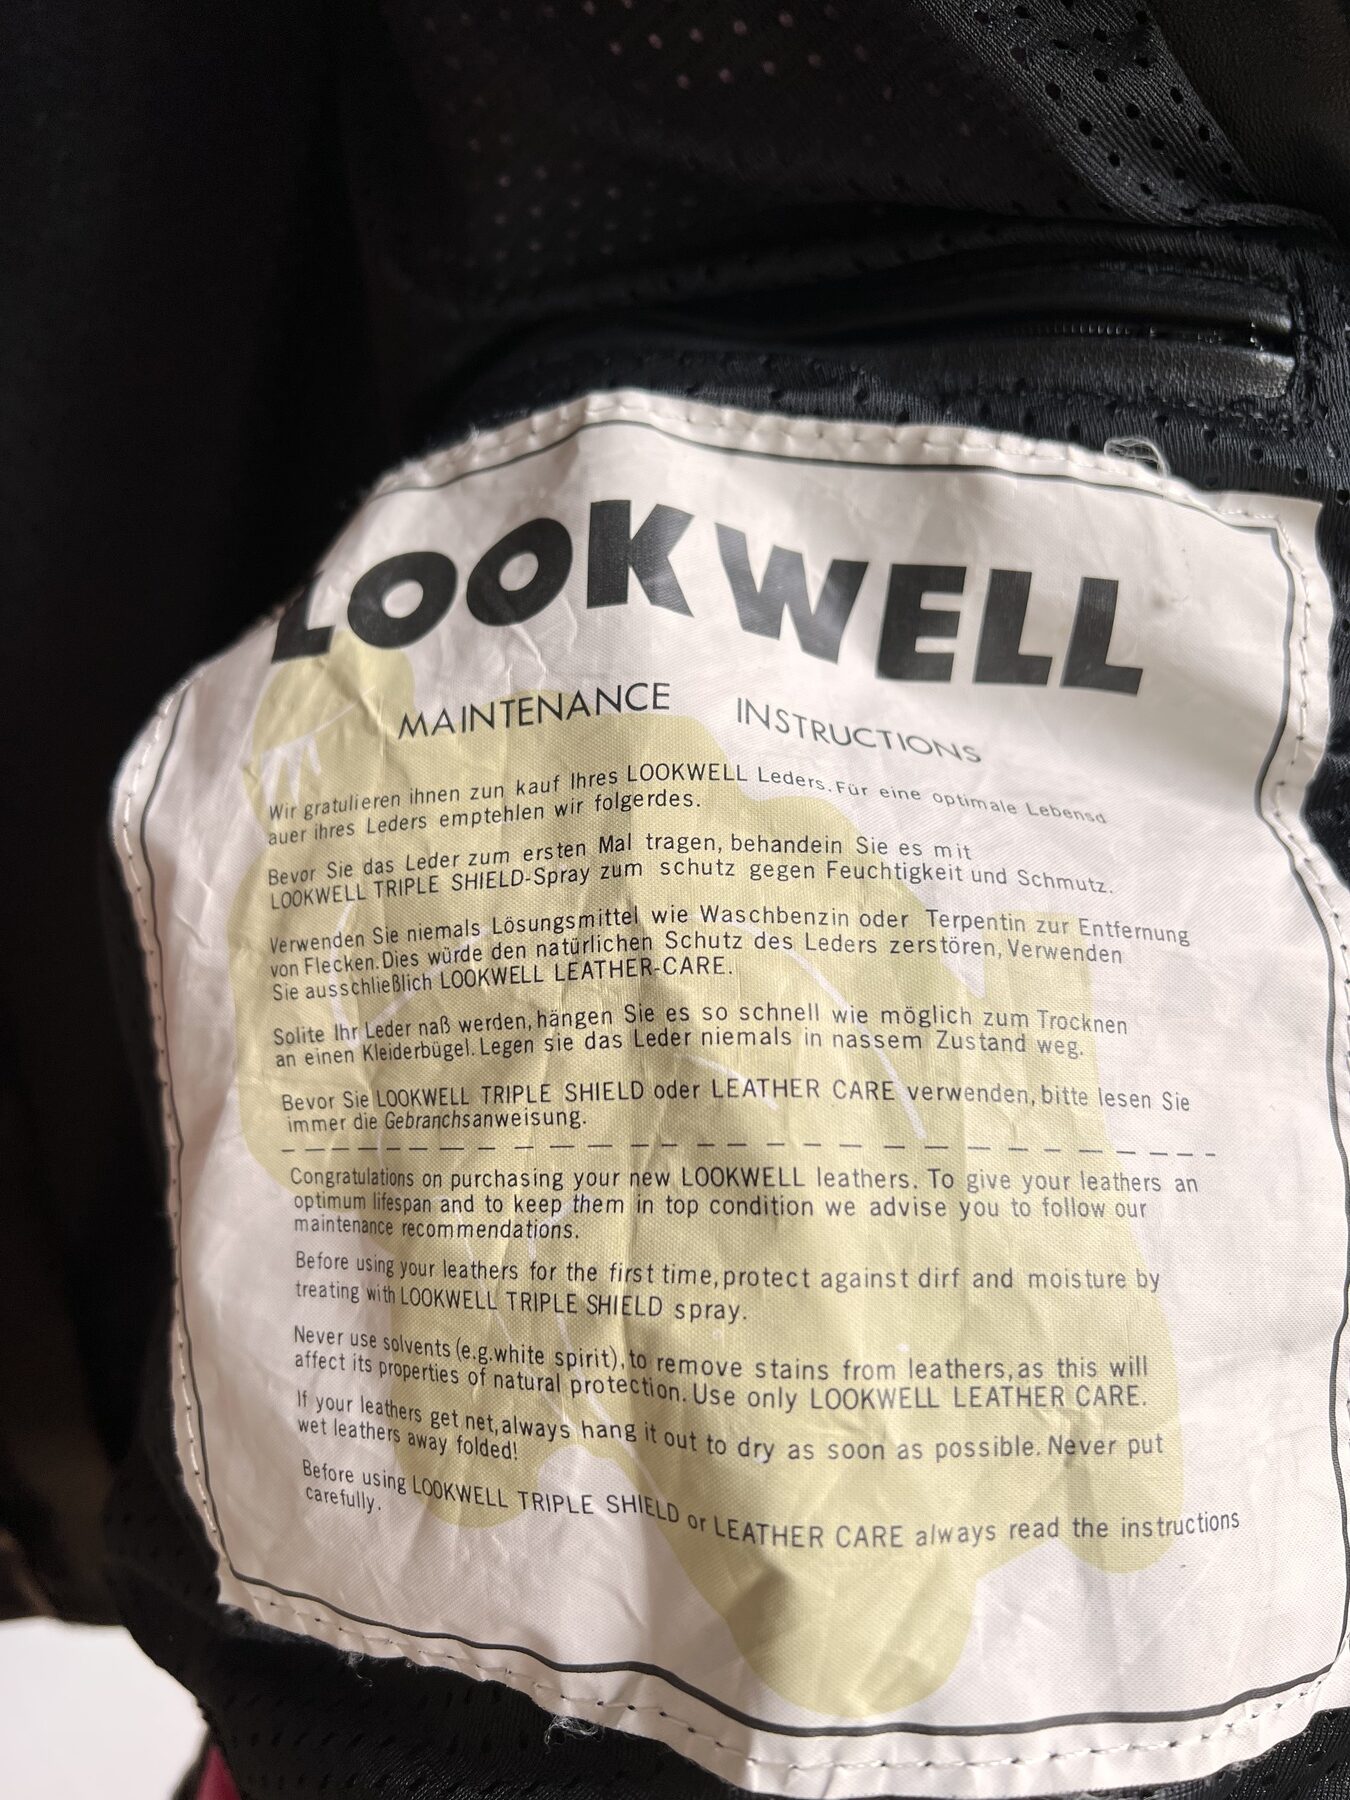 LOOKWELL
MAINTENANCE INSTRUCTIONS
Wir gratulieren ihnen zun kauf Ihres LOOKWELL Leders. Für eine optimale Lebensd
auer ihres Leders emptehlen wir folgerdes.
Bevor Sie das Leder zum ersten Mal tragen, behandein Sie es mit
LOOKWELL TRIPLE SHIELD-Spray zum schutz gegen Feuchtigkeit und Schmutz.
Verwenden Sie niemals Lösungsmittel wie Waschbenzin oder Terpentin zur Entfernung
von Flecken. Dies würde den natürlichen Schutz des Leders zerstören, Verwenden
Sie ausschließlich LOOKWELL LEATHER-CARE.
Solite Ihr Leder naß werden, hängen Sie es so schnell wie möglich zum Trocknen
an einen Kleiderbügel. Legen sie das Leder niemals in nassem Zustand weg.
Bevor Sie LOOKWELL TRIPLE SHIELD oder LEATHER CARE verwenden, bitte lesen Sie
immer die Gebranchsanweisung.
Congratulations on purchasing your new LOOKWELL leathers. To give your leathers an
optimum lifespan and to keep them in top condition we advise you to follow our
maintenance recommendations.
Before using your leathers for the first time, protect against dirf and moisture by
treating with LOOKWELL TRIPLE SHIELD spray.
Never use solvents (e.g. white spirit), to remove stains from leathers, as this will
affect its properties of natural protection. Use only LOOKWELL LEATHER CARE.
If your leathers get net, always hang it out to dry as soon as possible. Never put
wet leathers away folded!
Before using LOOKWELL TRIPLE SHIELD or LEATHER CARE always read the instructions
carefully.